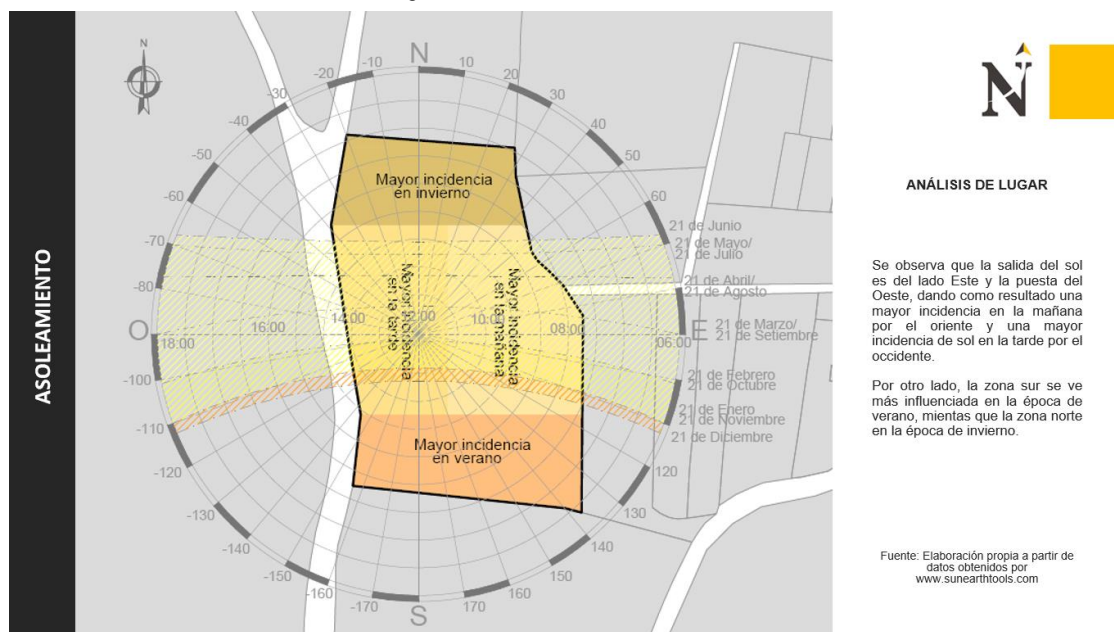 ASOLEAMIENTO
N
N
-10
10
-20
20
-30
30
-40
40
-50
50
-60
60
-70
-80
O
E
-100
-110
-120
120
-130
130
-140
140
-150
150
-160
160
-170
170
S
Mayor incidencia
en invierno
Mayor incidencia
en la tarde
Mayor incidencia
en la mañana
Mayor incidencia
en verano
18:00
16:00
14:00
12:00
10:00
08:00
06:00
21 de Junio
21 de Mayo/
21 de Julio
21 de Abril/
21 de Agosto
21 de Marzo/
21 de Setiembre
21 de Febrero
21 de Octubre
21 de Enero
21 de Noviembre
21 de Diciembre
N
ANÁLISIS DE LUGAR
Se observa que la salida del sol
es del lado Este y la puesta del
Oeste, dando como resultado una
mayor incidencia en la mañana
por el oriente y una mayor
incidencia de sol en la tarde por el
occidente.
Por otro lado, la zona sur se ve
más influenciada en la época de
verano, mientas que la zona norte
en la época de invierno.
Fuente: Elaboración propia a partir de
datos obtenidos por
www.sunearthtools.com